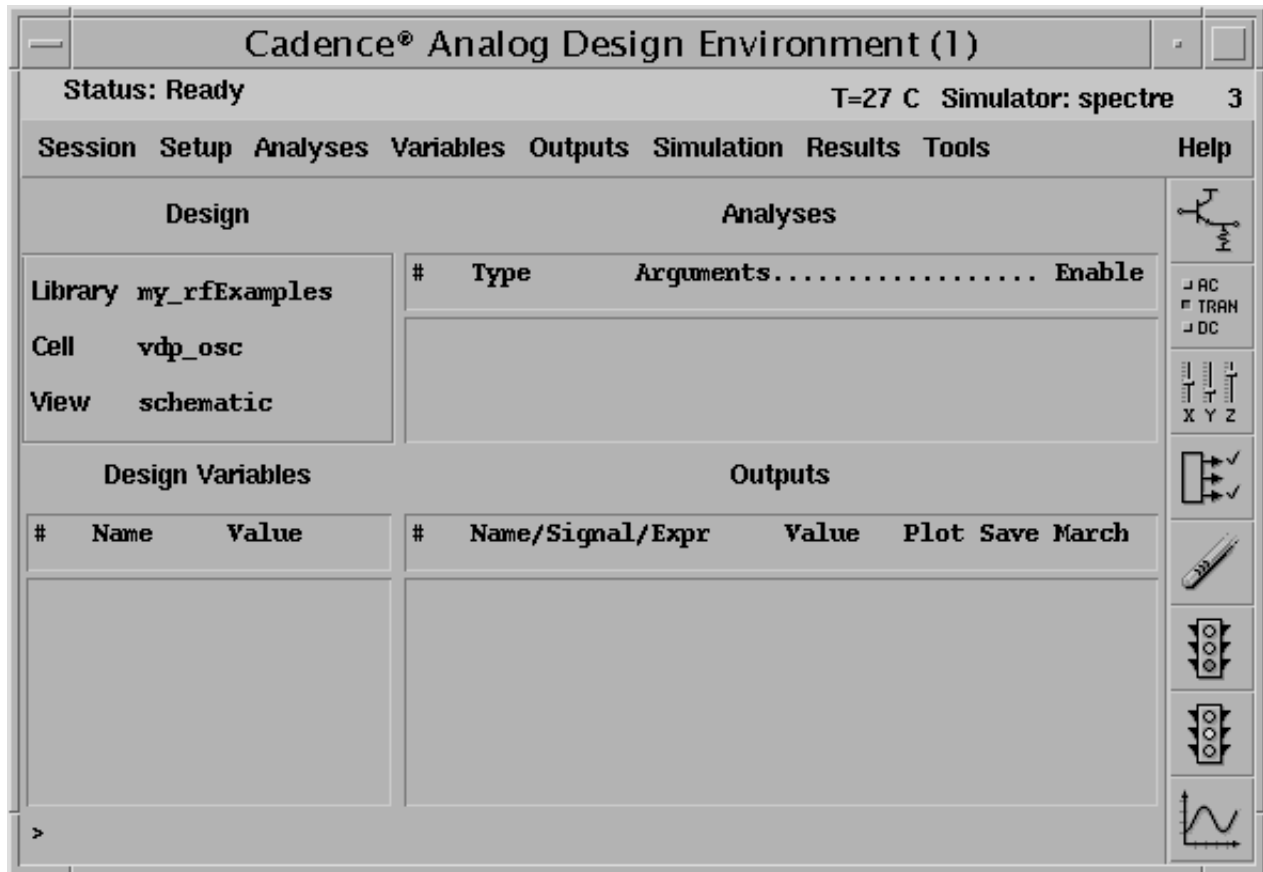 Cadence® Analog Design Environment (1)
Status: Ready T=27 C Simulator: spectre 3
Session Setup Analyses Variables Outputs Simulation Results Tools Help
Design Analyses
# Type Arguments.................. Enable
Library my_rfExamples
Cell vdp_osc
View schematic
AC
TRAN
DC
X Y Z
Design Variables Outputs
# Name Value # Name/Signal/Expr Value Plot Save March
>